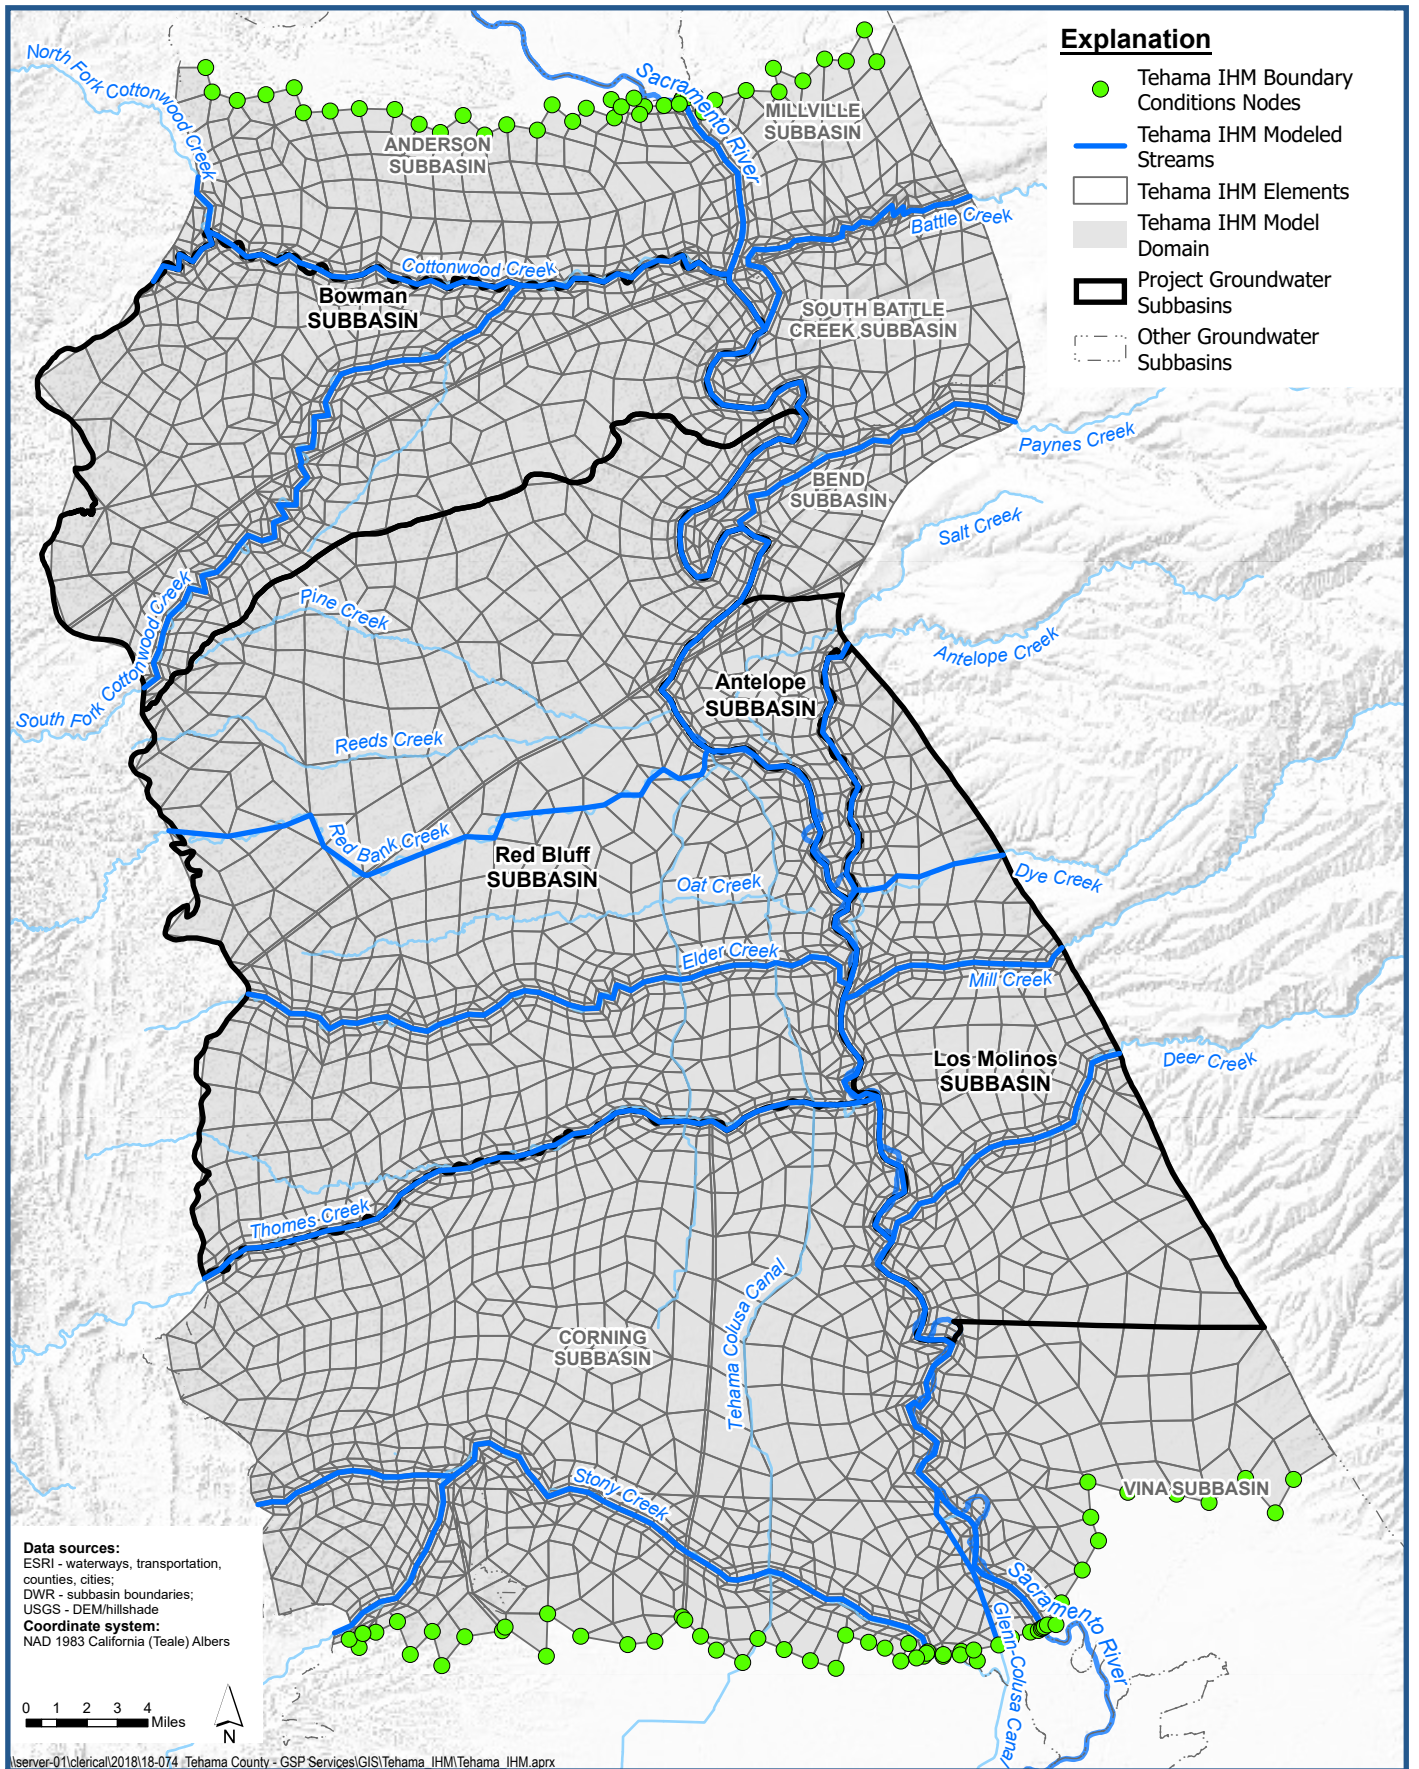 Explanation
Tehama IHM Boundary
Conditions Nodes
Tehama IHM Modeled
Streams
Tehama IHM Elements
Tehama IHM Model
Domain
Project Groundwater
Subbasins
Other Groundwater
Subbasins
North Fork Cottonwood Creek
Sacramento River
MILLVILLE
SUBBASIN
ANDERSON
SUBBASIN
Battle Creek
Cottonwood Creek
Bowman
SUBBASIN
SOUTH BATTLE
CREEK SUBBASIN
Paynes Creek
BEND
SUBBASIN
Salt Creek
Pine Creek
Antelope Creek
South Fork Cottonwood Creek
Antelope
SUBBASIN
Reeds Creek
Red Bank Creek
Red Bluff
SUBBASIN
Oat Creek
Dye Creek
Elder Creek
Mill Creek
Los Molinos
SUBBASIN
Deer Creek
Thomes Creek
Tehama Colusa Canal
CORNING
SUBBASIN
Stony Creek
VINA SUBBASIN
Sacramento River
Glenn-Colusa Canal
Data sources:
ESRI - waterways, transportation,
counties, cities;
DWR - subbasin boundaries;
USGS - DEM/hillshade
Coordinate system:
NAD 1983 California (Teale) Albers
0 1 2 3 4
Miles
N
\\server-01\clerical\2018\18-074_Tehama County - GSP Services\GIS\Tehama_IHM\Tehama_IHM.aprx